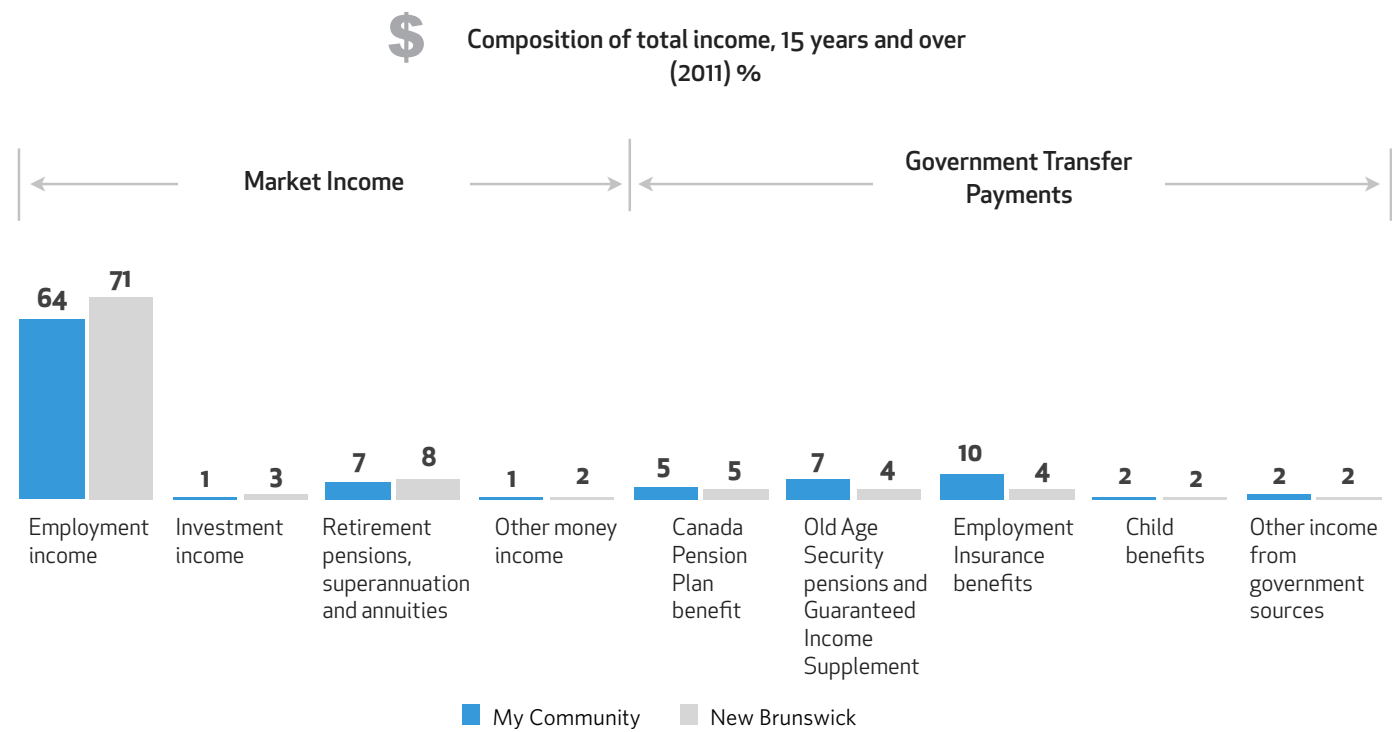 $
Composition of total income, 15 years and over
(2011) %
Market Income
Government Transfer
Payments
64
71
1
3
7
8
1
2
5
5
7
4
10
4
2
2
2
2
Employment
income
Investment
income
Retirement
pensions,
superannuation
and annuities
Other money
income
Canada
Pension
Plan
benefit
Old Age
Security
pensions and
Guaranteed
Income
Supplement
Employment
Insurance
benefits
Child
benefits
Other income
from
government
sources
My Community
New Brunswick